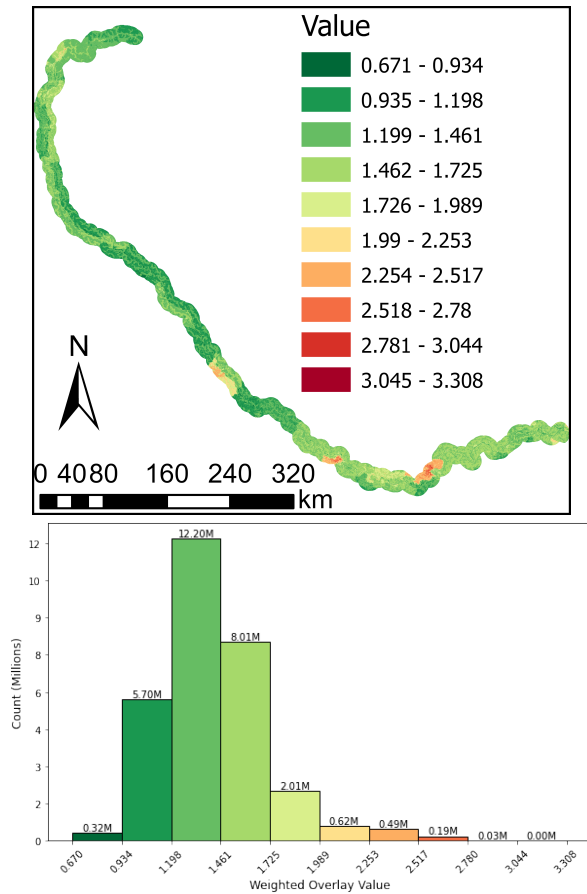 Value
0.671 - 0.934
0.935 - 1.198
1.199 - 1.461
1.462 - 1.725
1.726 - 1.989
1.99 - 2.253
2.254 - 2.517
2.518 - 2.78
2.781 - 3.044
3.045 - 3.308
N
0 40 80 160 240 320
km
12.20M
8.01M
5.70M
2.01M
0.32M
0.62M
0.49M
0.19M
0.03M
0.00M
12
10
8
6
5
3
2
0
Count (Millions)
0.670
0.934
1.198
1.461
1.725
1.989
2.253
2.517
2.780
3.044
3.308
Weighted Overlay Value